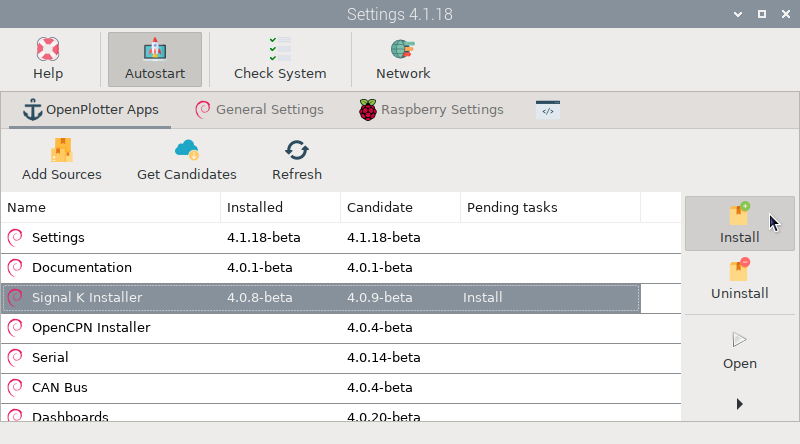 Settings 4.1.18
Help Autostart Check System Network
OpenPlotter Apps General Settings Raspberry Settings </>
Add Sources Get Candidates Refresh
Name Installed Candidate Pending tasks
Settings 4.1.18-beta 4.1.18-beta
Documentation 4.0.1-beta 4.0.1-beta
Signal K Installer 4.0.8-beta 4.0.9-beta Install
OpenCPN Installer 4.0.4-beta
Serial 4.0.14-beta
CAN Bus 4.0.4-beta
Dashboards 4.0.20-beta
Install
Uninstall
Open